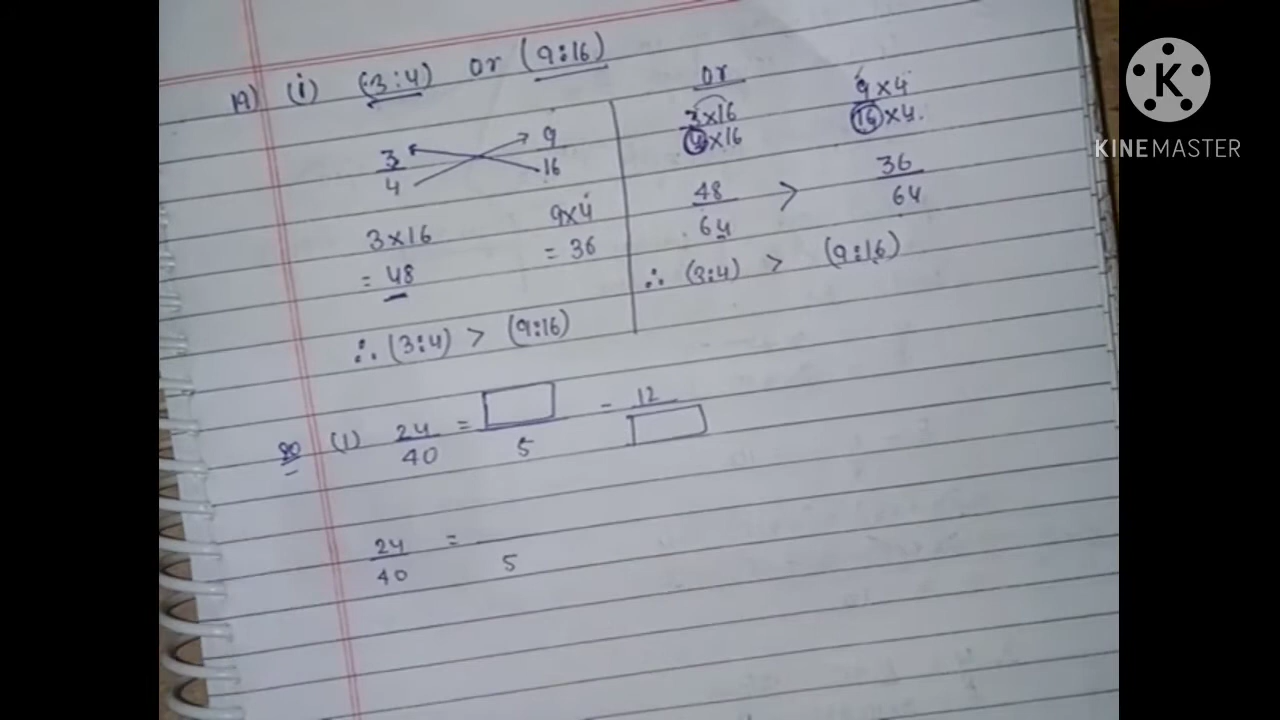 19) (i) (3:4) or (9:16)
3/4 9/16
3×16 9×4
= 48 = 36
∴ (3:4) > (9:16)
or
3×16/4×16 9×4/16×4
48/64 > 36/64
∴ (3:4) > (9:16)
20 (1) 24/40 = □/5 = 12/□
24/40 = /5
K
KINEMASTER